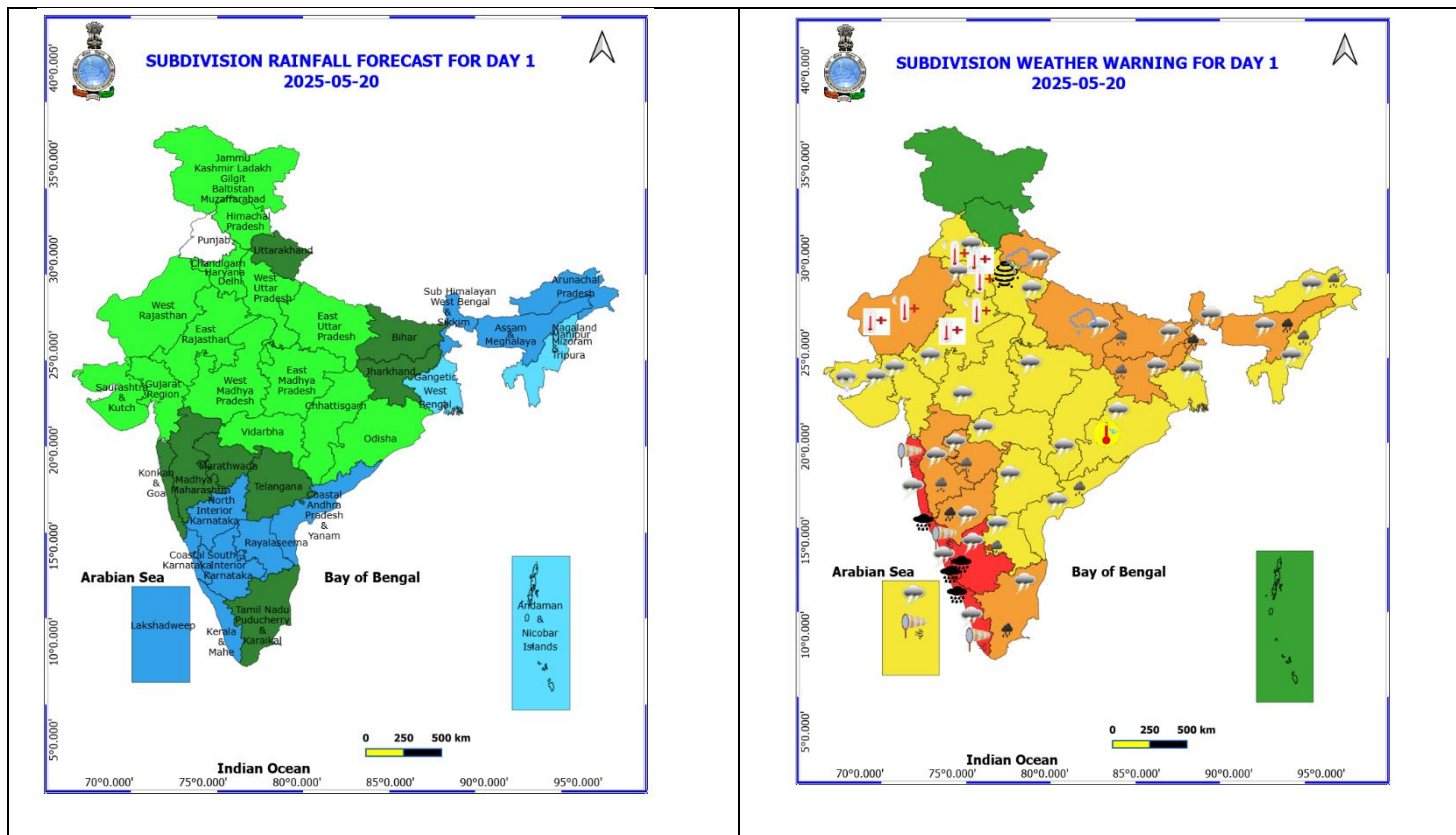 SUBDIVISION RAINFALL FORECAST FOR DAY 1
2025-05-20
40°0.000'
35°0.000'
30°0.000'
25°0.000'
20°0.000'
15°0.000'
10°0.000'
5°0.000'
Jammu
Kashmir Ladakh
Gilgit
Baltistan
Muzaffarabad
Himachal
Pradesh
Punjab
Uttarakhand
Chandigarh
Haryana
Delhi
West
Uttar
Pradesh
West
Rajasthan
East
Rajasthan
East
Uttar
Pradesh
Sub Himalayan
West Bengal
&
Sikkim
Arunachal
Pradesh
Assam
&
Meghalaya
Nagaland
Manipur
Mizoram
&
Tripura
Bihar
Jharkhand
Gangetic
West
Bengal
Saurashtra
&
Kutch
Gujarat
Region
West
Madhya
Pradesh
East
Madhya
Pradesh
Chhattisgarh
Vidarbha
Odisha
Konkan
&
Goa
Marathwada
Madhya
Maharashtra
Telangana
North
Interior
Karnataka
Coastal
Andhra
Pradesh
&
Yanam
Rayalaseema
Coastal
Karnataka
South
Interior
Karnataka
Arabian Sea
Bay of Bengal
Lakshadweep
Kerala
&
Mahe
Tamil Nadu
Puducherry
&
Karaikal
Andaman
&
Nicobar
Islands
0 250 500 km
Indian Ocean
70°0.000' 75°0.000' 80°0.000' 85°0.000' 90°0.000' 95°0.000'
SUBDIVISION WEATHER WARNING FOR DAY 1
2025-05-20
40°0.000'
35°0.000'
30°0.000'
25°0.000'
20°0.000'
15°0.000'
10°0.000'
5°0.000'
Arabian Sea
Bay of Bengal
0 250 500 km
Indian Ocean
70°0.000' 75°0.000' 80°0.000' 85°0.000' 90°0.000' 95°0.000'